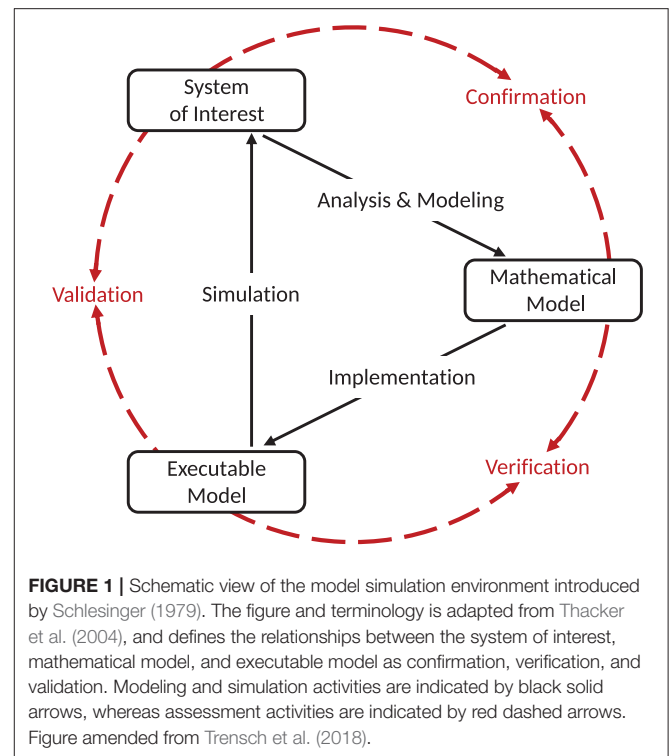 System
of Interest
Confirmation
Analysis & Modeling
Mathematical
Model
Validation
Simulation
Implementation
Executable
Model
Verification
FIGURE 1 | Schematic view of the model simulation environment introduced
by Schlesinger (1979). The figure and terminology is adapted from Thacker
et al. (2004), and defines the relationships between the system of interest,
mathematical model, and executable model as confirmation, verification, and
validation. Modeling and simulation activities are indicated by black solid
arrows, whereas assessment activities are indicated by red dashed arrows.
Figure amended from Trensch et al. (2018).